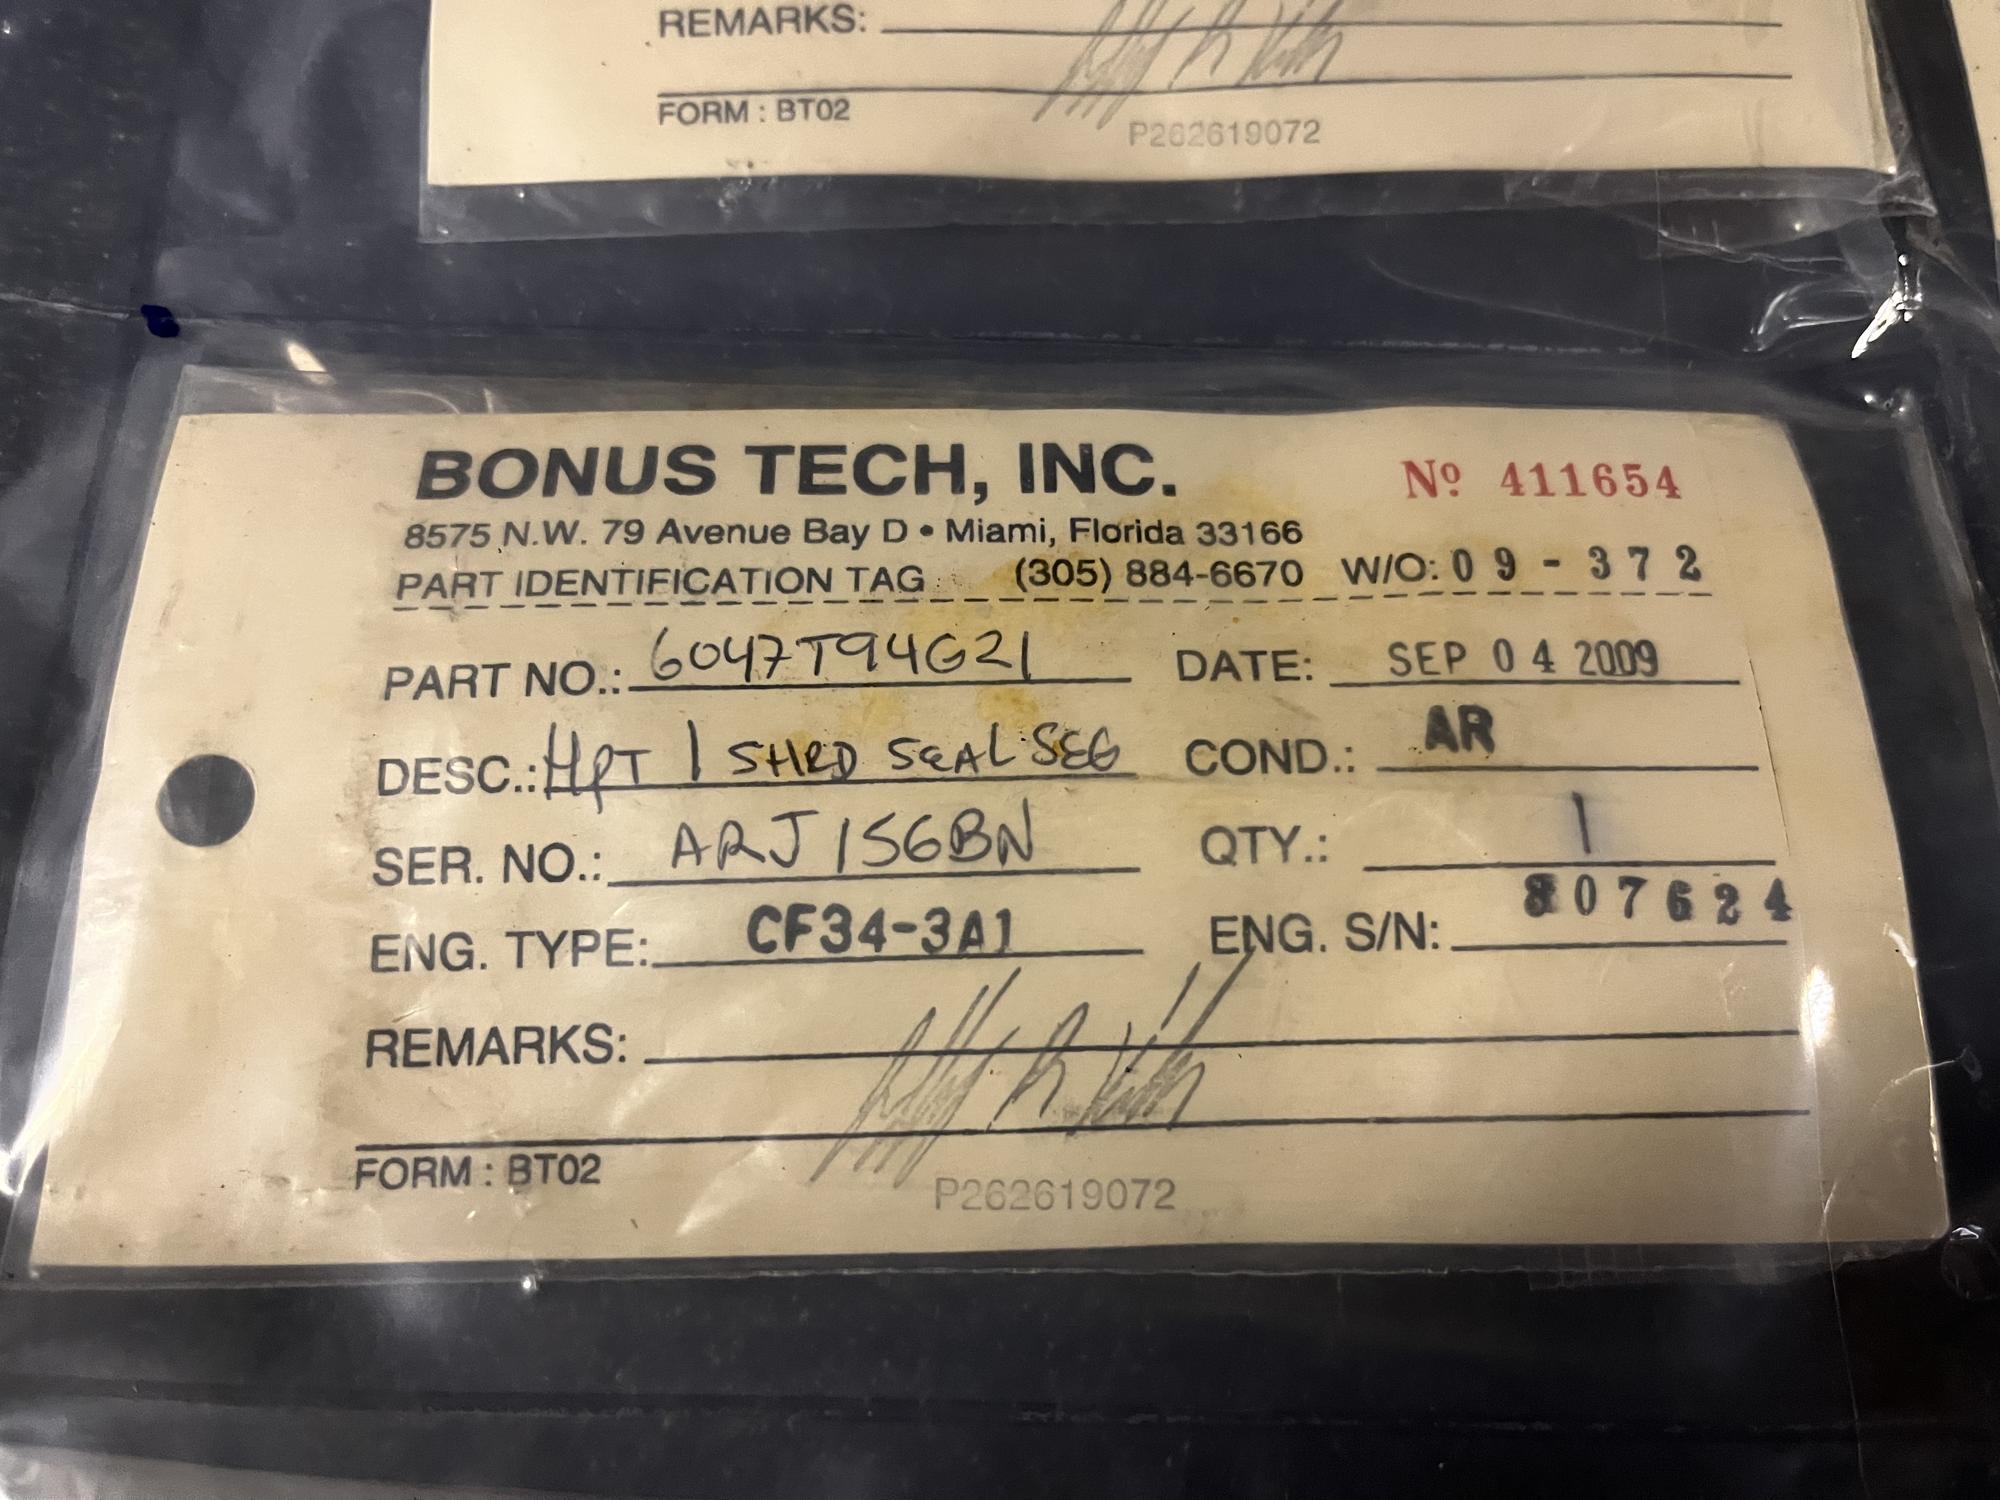 REMARKS:
FORM : BT02
P262619072
BONUS TECH, INC.
Nº 411654
8575 N.W. 79 Avenue Bay D • Miami, Florida 33166
PART IDENTIFICATION TAG (305) 884-6670 W/O: 09-372
PART NO.: 6047T94G21 DATE: SEP 04 2009
DESC.: HPT 1 SHRD SEAL SEG COND.: AR
SER. NO.: ARJ156BN QTY.: 1
ENG. TYPE: CF34-3A1 ENG. S/N: 807624
REMARKS:
FORM : BT02
P262619072